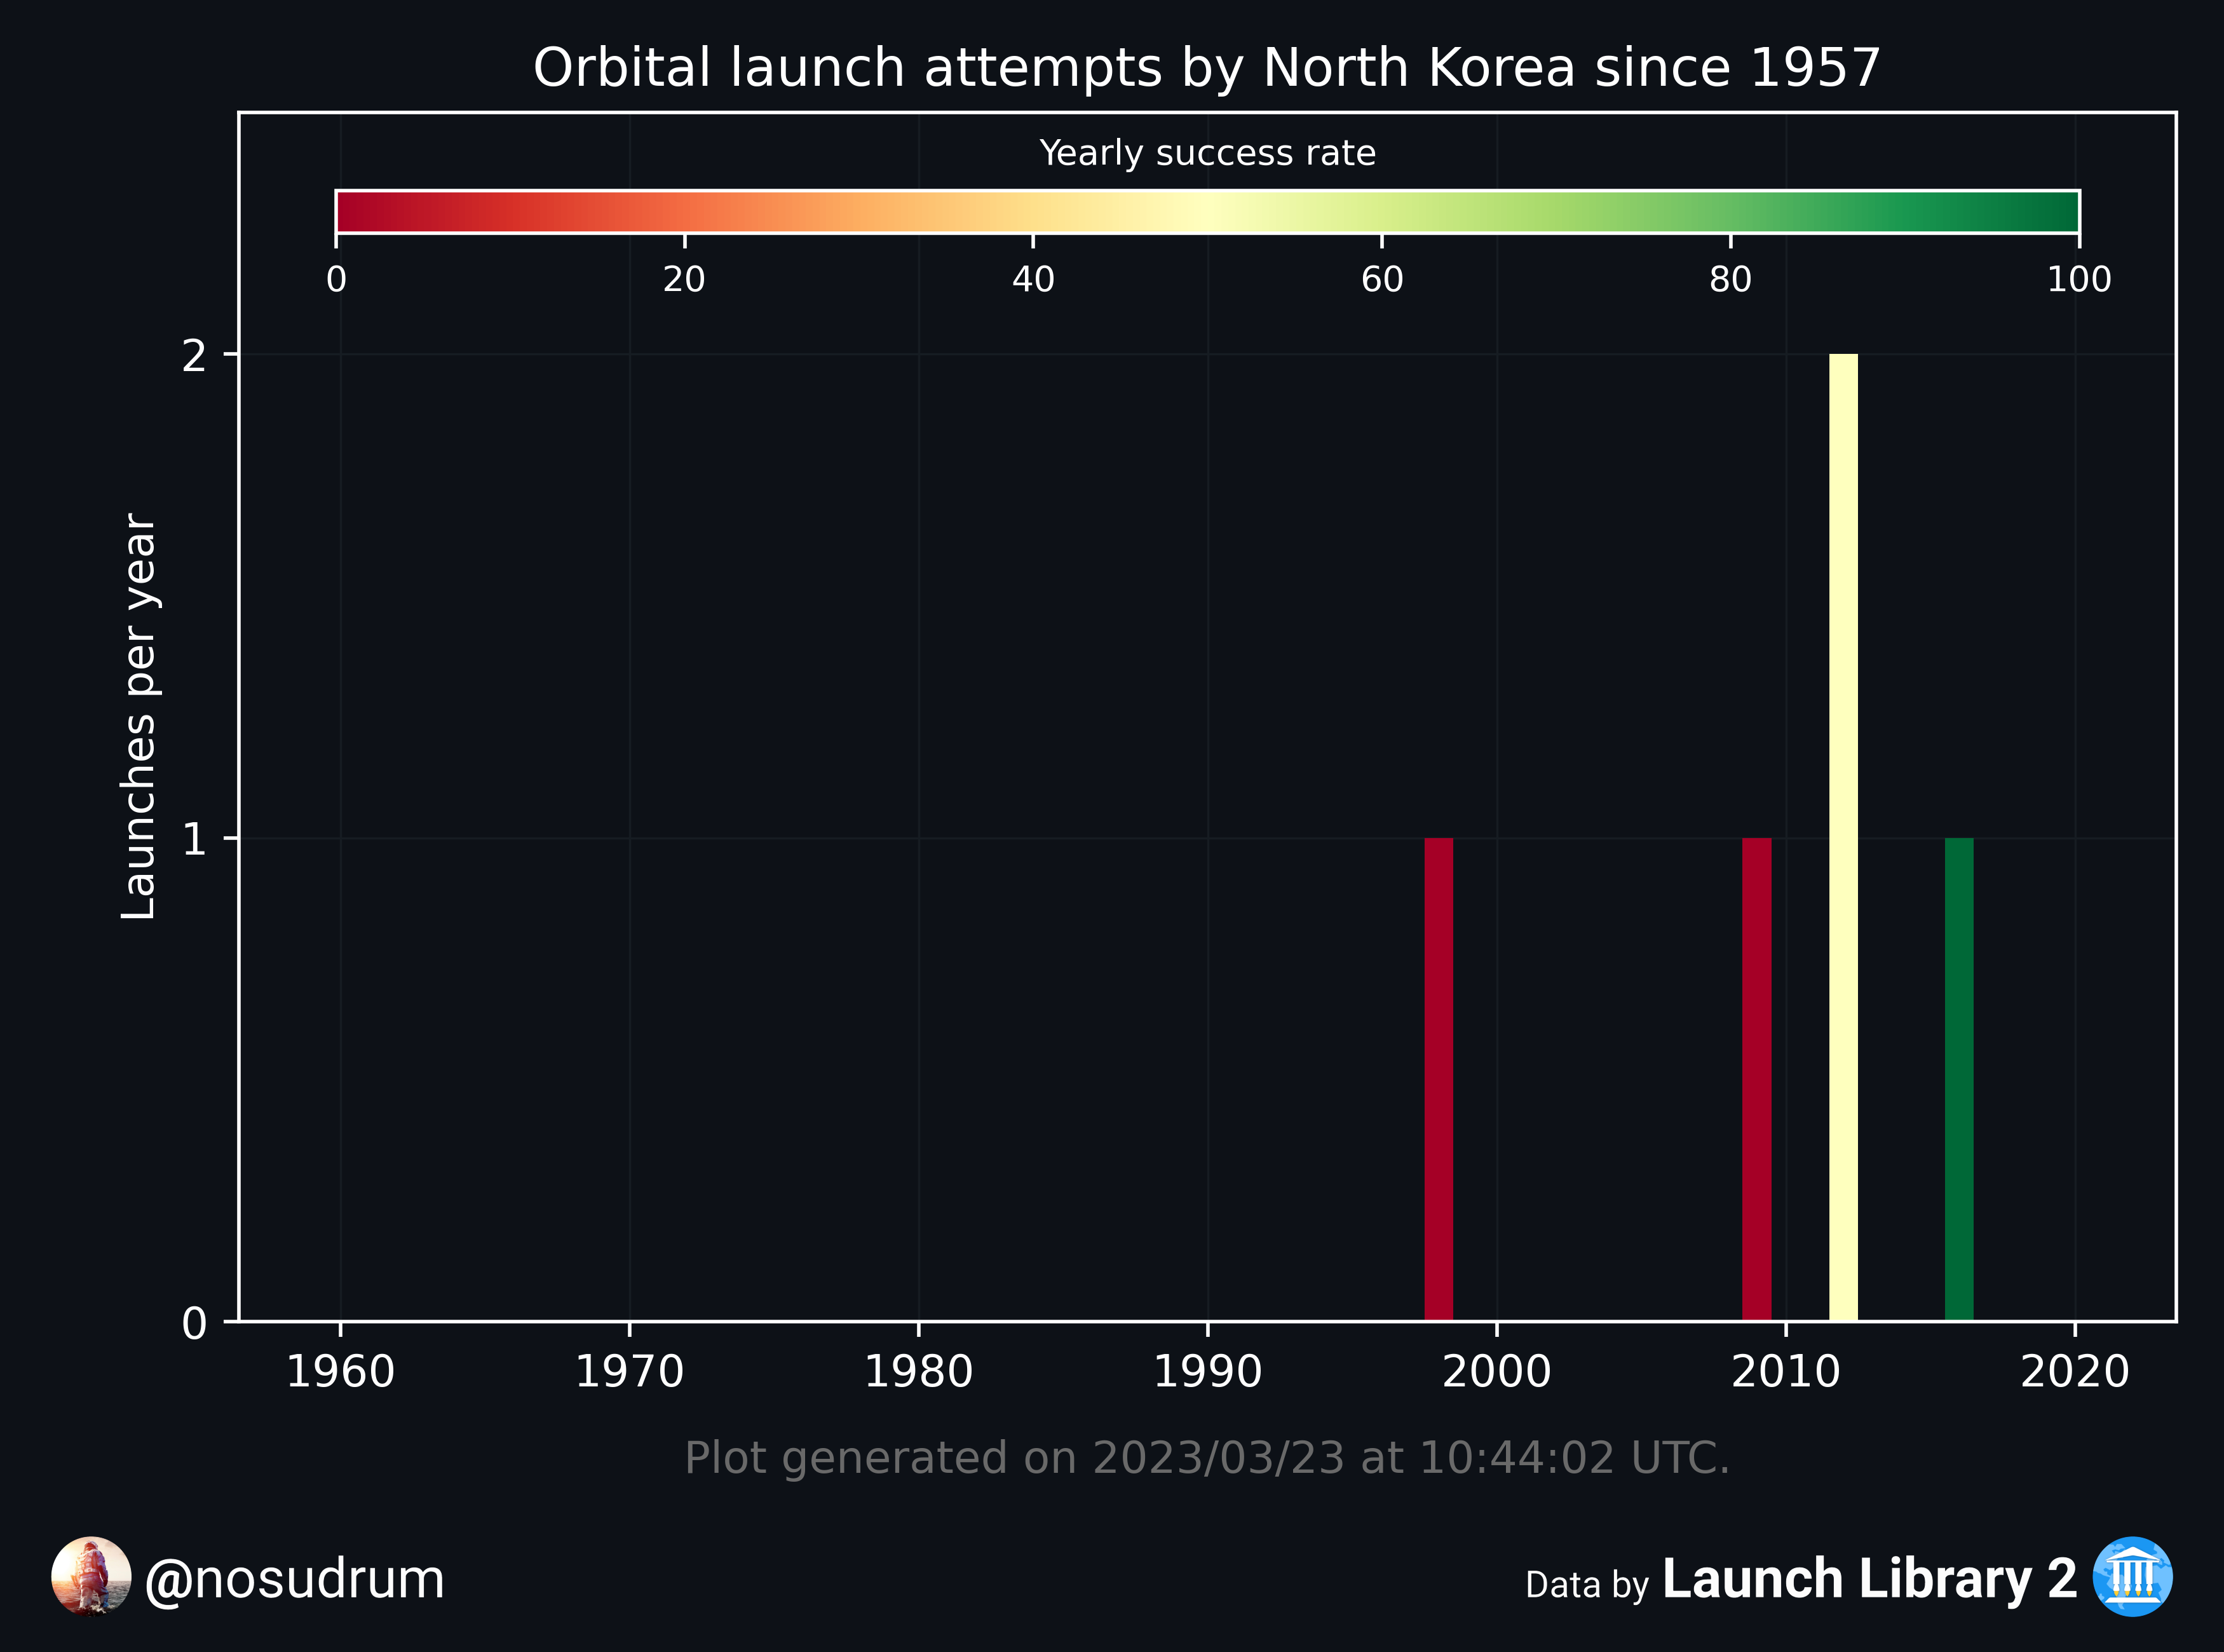 Orbital launch attempts by North Korea since 1957
Yearly success rate
0 20 40 60 80 100
Launches per year
2
1
0
1960 1970 1980 1990 2000 2010 2020
Plot generated on 2023/03/23 at 10:44:02 UTC.
@nosudrum
Data by Launch Library 2